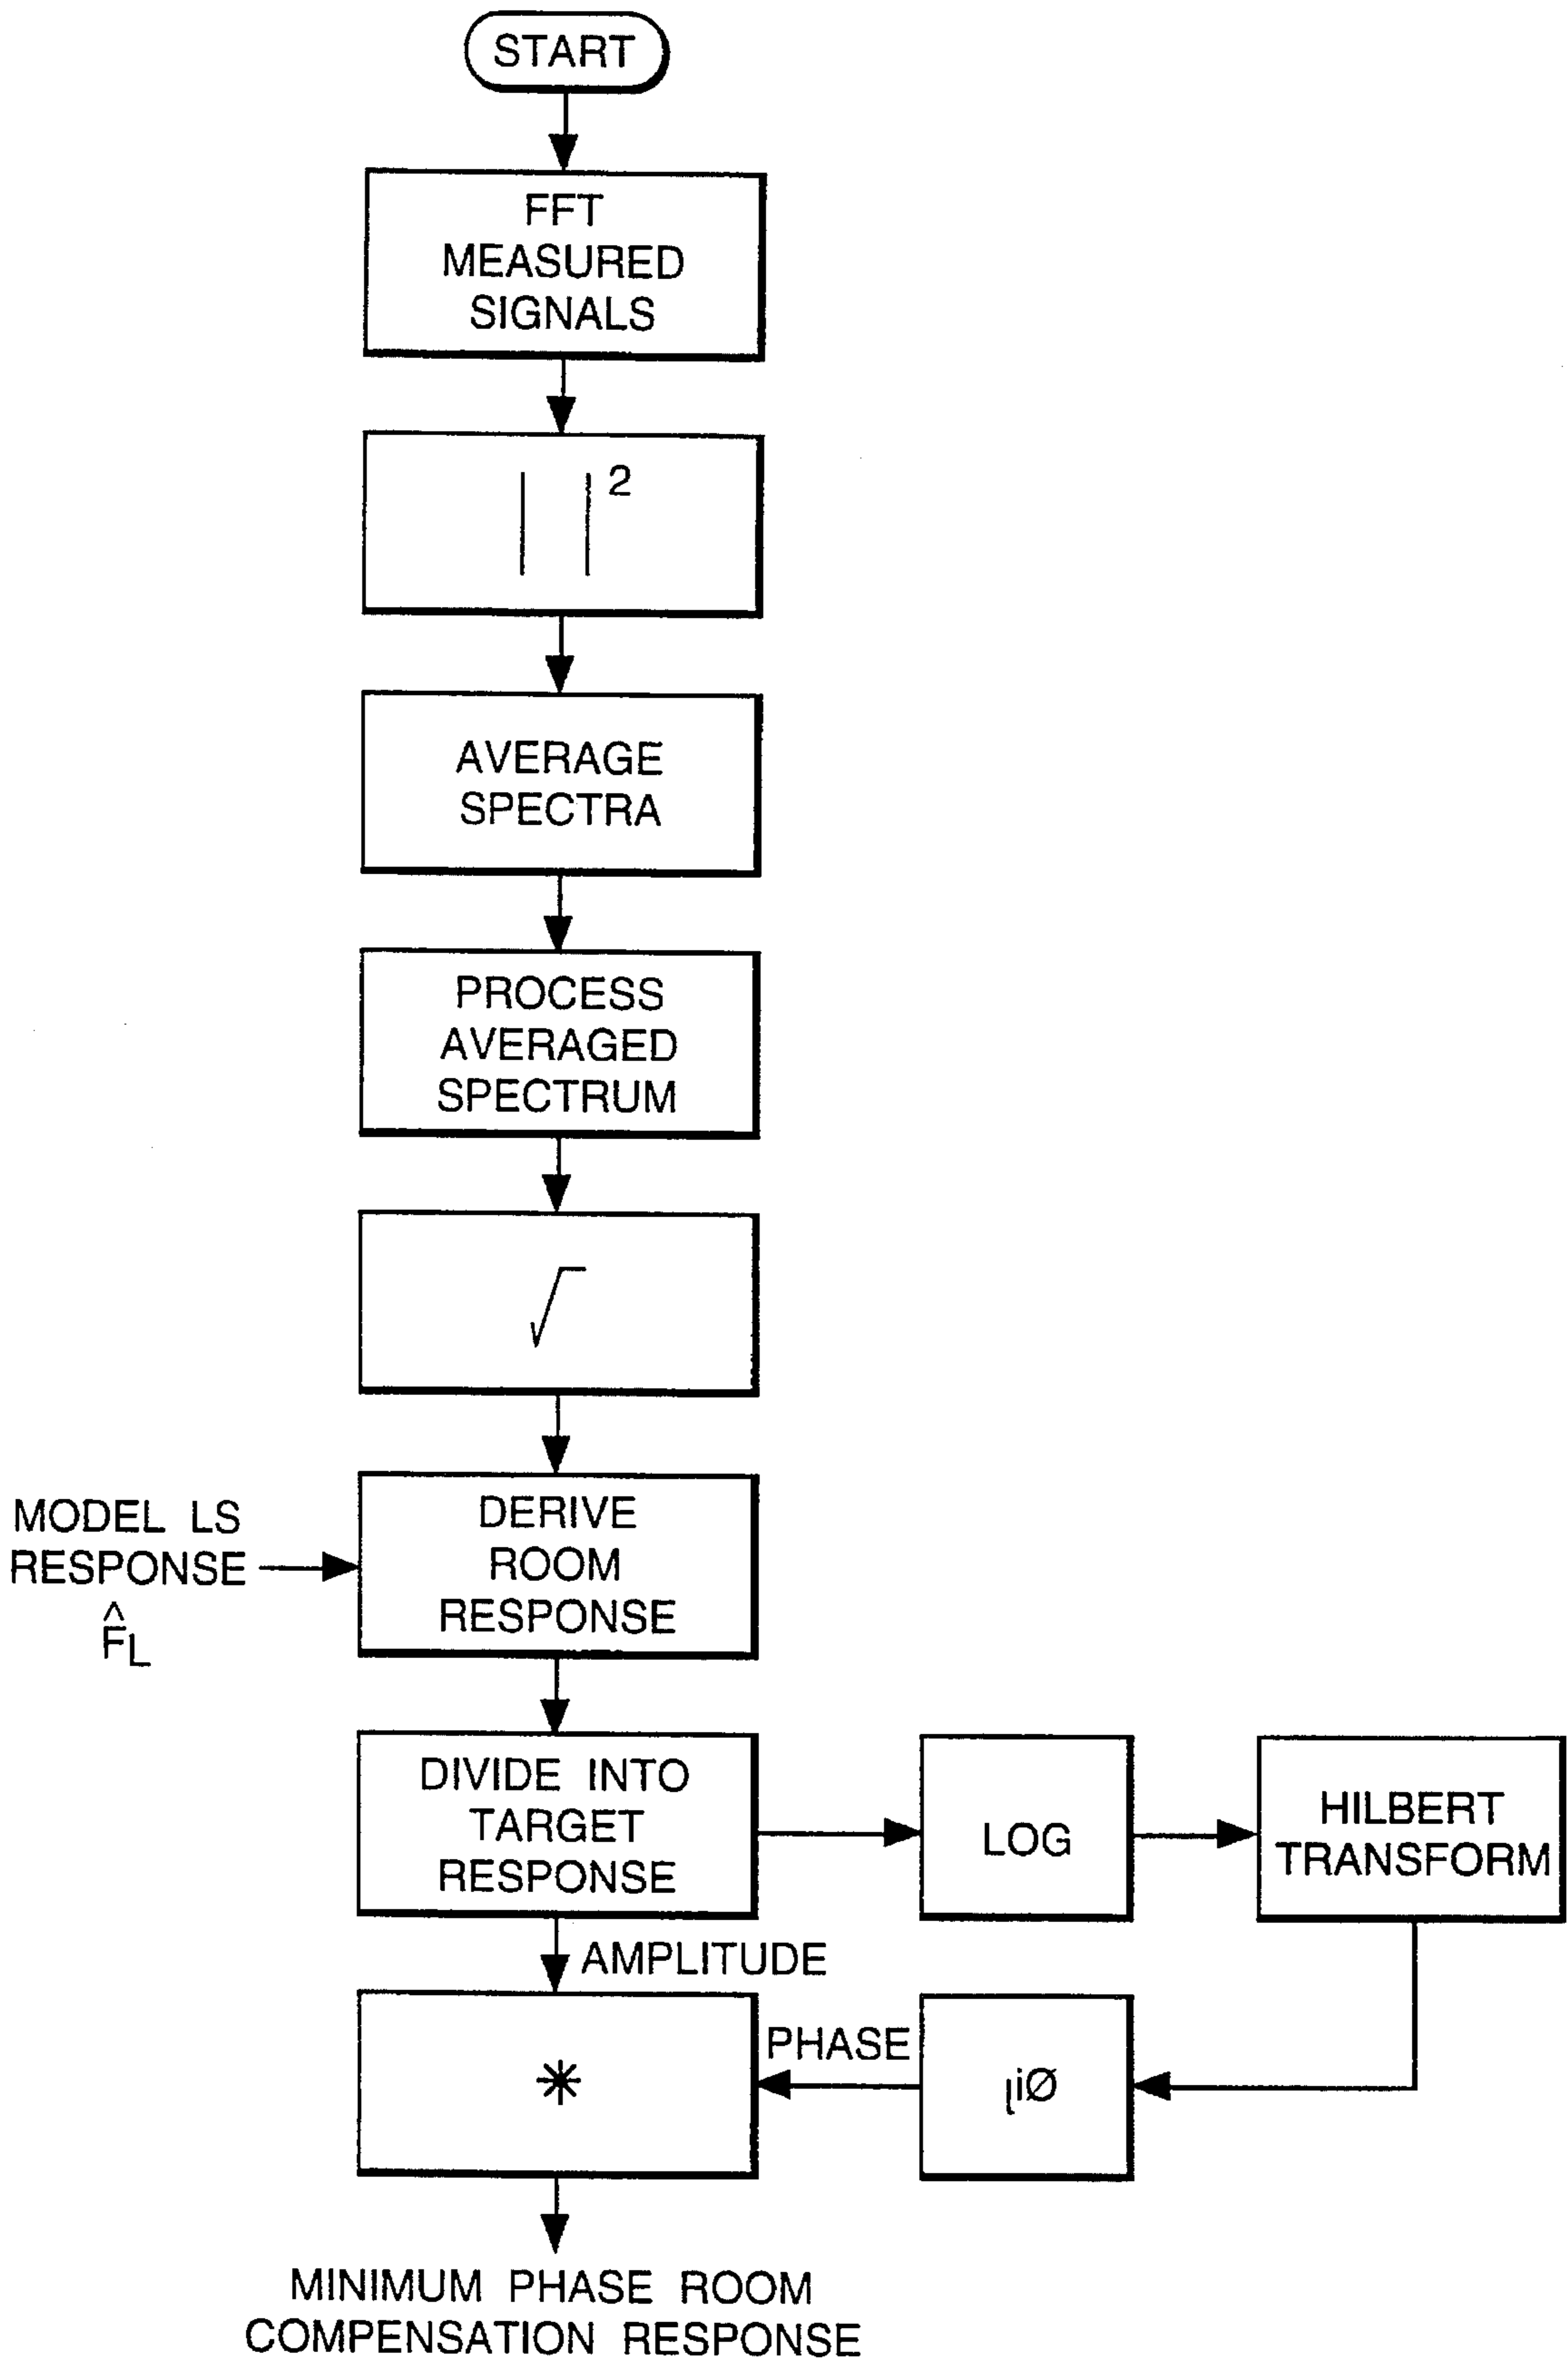 START
FFT
MEASURED
SIGNALS
| |²
AVERAGE
SPECTRA
PROCESS
AVERAGED
SPECTRUM
√
MODEL LS
RESPONSE
F̂L
DERIVE
ROOM
RESPONSE
DIVIDE INTO
TARGET
RESPONSE
LOG
HILBERT
TRANSFORM
AMPLITUDE
*
PHASE
iØ
MINIMUM PHASE ROOM
COMPENSATION RESPONSE